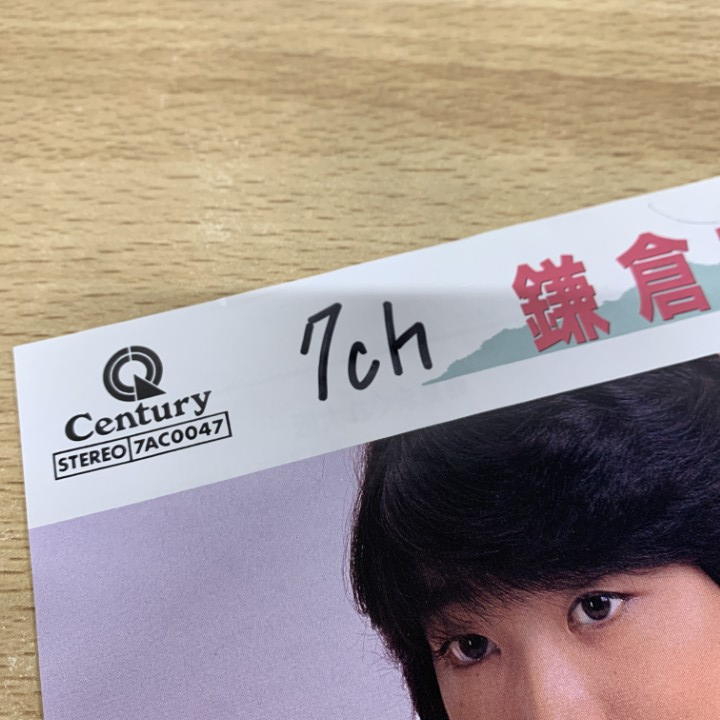 Century
STEREO 7AC0047
7ch
鎌倉